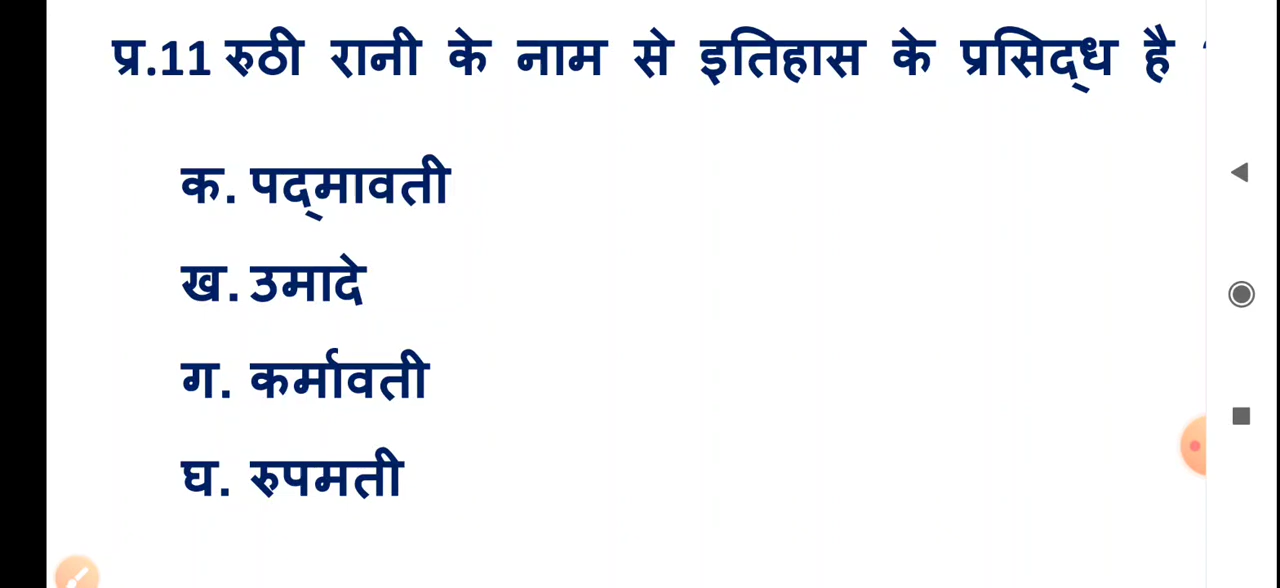 प्र.11 रुठी रानी के नाम से इतिहास के प्रसिद्ध है
क. पद्मावती
ख. उमादे
ग. कर्मावती
घ. रुपमती